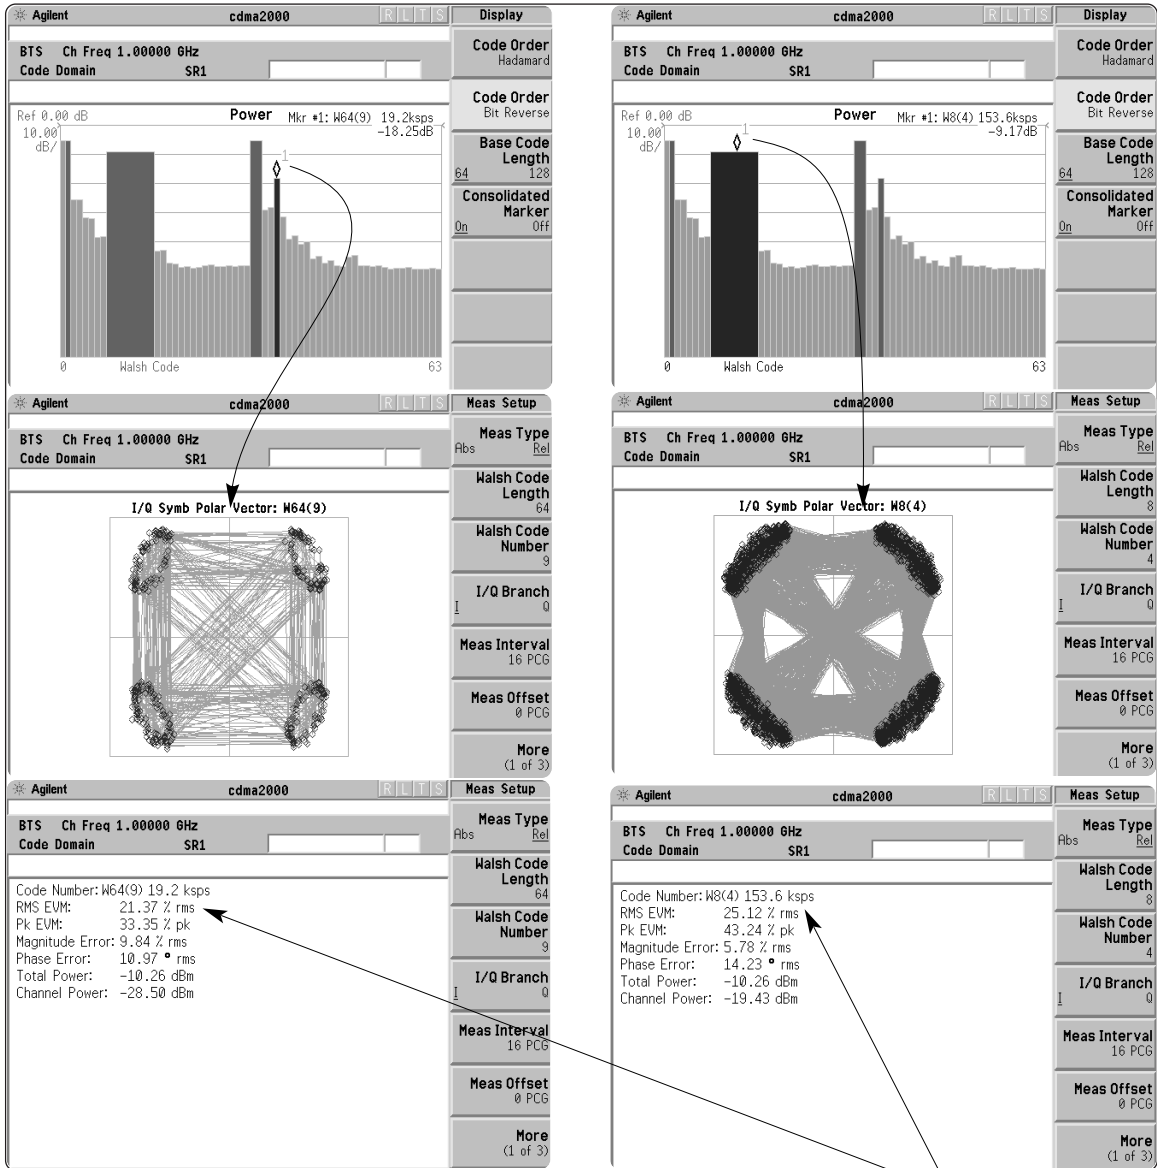 Agilent cdma2000 R L T S Display
BTS Ch Freq 1.00000 GHz
Code Domain SR1
Code Order
Hadamard
Code Order
Bit Reverse
Base Code
Length
64 128
Consolidated
Marker
On Off
Ref 0.00 dB Power Mkr #1: W64(9) 19.2ksps
10.00 -18.25dB
dB/
1
0 Walsh Code 63
Agilent cdma2000 R L T S Display
BTS Ch Freq 1.00000 GHz
Code Domain SR1
Code Order
Hadamard
Code Order
Bit Reverse
Base Code
Length
64 128
Consolidated
Marker
On Off
Ref 0.00 dB Power Mkr #1: W8(4) 153.6ksps
10.00 -9.17dB
dB/
1
0 Walsh Code 63
Agilent cdma2000 R L T S Meas Setup
BTS Ch Freq 1.00000 GHz
Code Domain SR1
I/Q Symb Polar Vector: W64(9)
Meas Type
Abs Rel
Walsh Code
Length
64
Walsh Code
Number
9
I/Q Branch
I Q
Meas Interval
16 PCG
Meas Offset
0 PCG
More
(1 of 3)
Agilent cdma2000 R L T S Meas Setup
BTS Ch Freq 1.00000 GHz
Code Domain SR1
I/Q Symb Polar Vector: W8(4)
Meas Type
Abs Rel
Walsh Code
Length
8
Walsh Code
Number
4
I/Q Branch
I Q
Meas Interval
16 PCG
Meas Offset
0 PCG
More
(1 of 3)
Agilent cdma2000 R L T S Meas Setup
BTS Ch Freq 1.00000 GHz
Code Domain SR1
Code Number: W64(9) 19.2 ksps
RMS EVM: 21.37 % rms
Pk EVM: 33.35 % pk
Magnitude Error: 9.84 % rms
Phase Error: 10.97 ° rms
Total Power: -10.26 dBm
Channel Power: -28.50 dBm
Meas Type
Abs Rel
Walsh Code
Length
64
Walsh Code
Number
9
I/Q Branch
I Q
Meas Interval
16 PCG
Meas Offset
0 PCG
More
(1 of 3)
Agilent cdma2000 R L T S Meas Setup
BTS Ch Freq 1.00000 GHz
Code Domain SR1
Code Number: W8(4) 153.6 ksps
RMS EVM: 25.12 % rms
Pk EVM: 43.24 % pk
Magnitude Error: 5.78 % rms
Phase Error: 14.23 ° rms
Total Power: -10.26 dBm
Channel Power: -19.43 dBm
Meas Type
Abs Rel
Walsh Code
Length
8
Walsh Code
Number
4
I/Q Branch
I Q
Meas Interval
16 PCG
Meas Offset
0 PCG
More
(1 of 3)